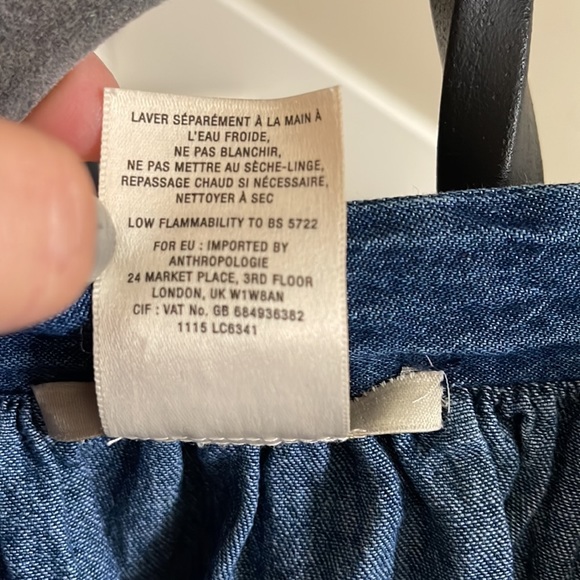 LAVER SÉPARÉMENT À LA MAIN À
L'EAU FROIDE,
NE PAS BLANCHIR,
NE PAS METTRE AU SÈCHE-LINGE,
REPASSAGE CHAUD SI NÉCESSAIRE,
NETTOYER À SEC
LOW FLAMMABILITY TO BS 5722
FOR EU : IMPORTED BY
ANTHROPOLOGIE
24 MARKET PLACE, 3RD FLOOR
LONDON, UK W1W8AN
CIF : VAT No. GB 684936382
1115 LC6341